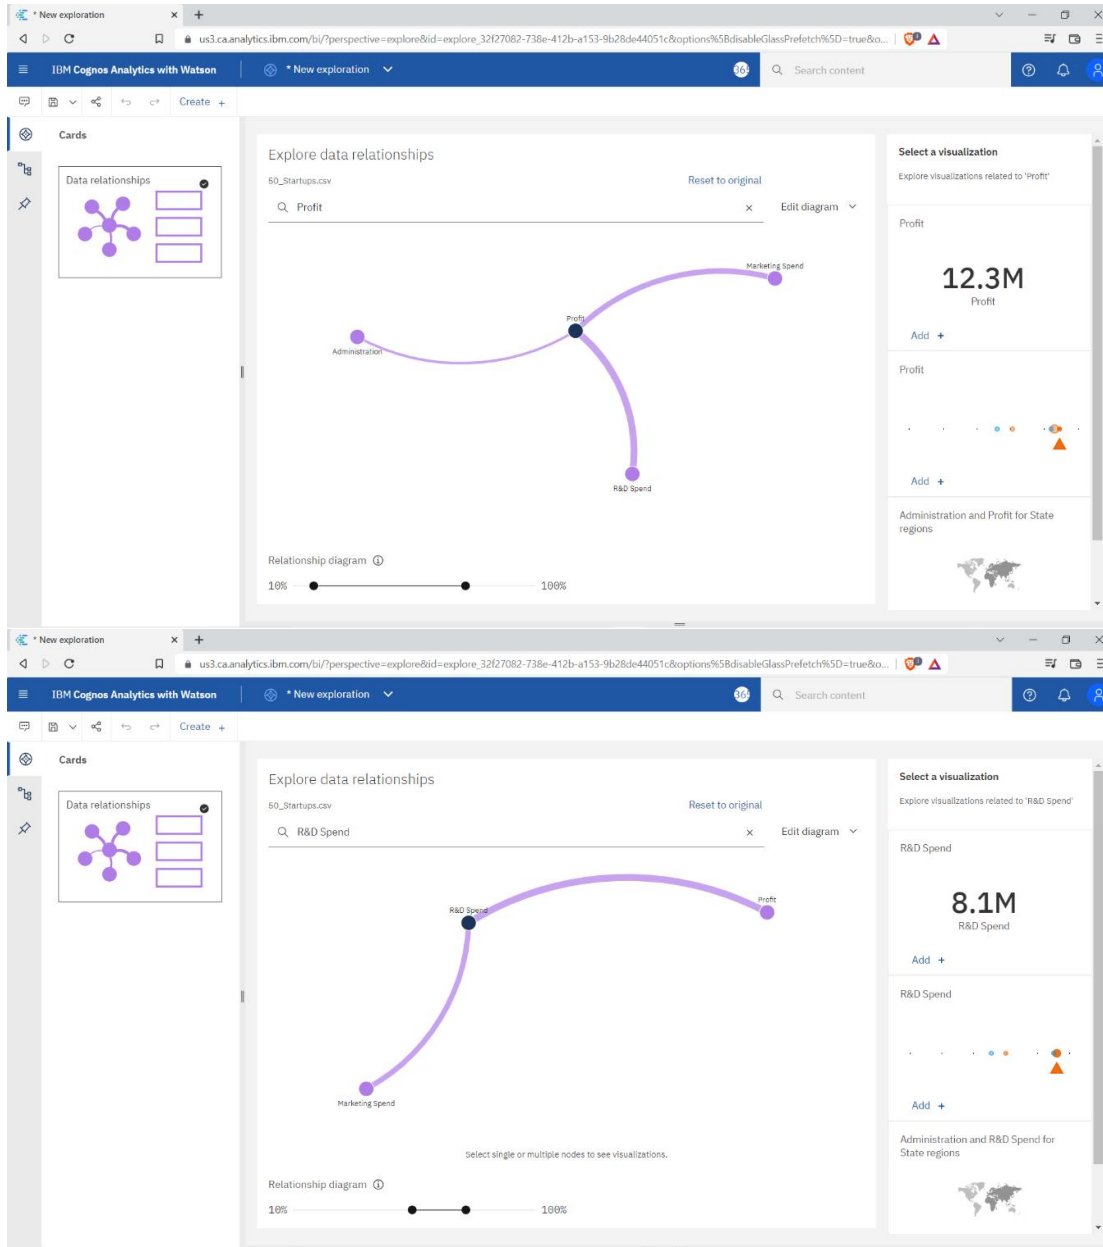 * New exploration
us3.ca.analytics.ibm.com/bi/?perspective=explore&id=explore_32f27082-738e-412b-a153-9b28de44051c&options%5BdisableGlassPrefetch%5D=true&o...
IBM Cognos Analytics with Watson
* New exploration
Search content
Create +
Cards
Data relationships
Explore data relationships
50_Startups.csv
Reset to original
Profit
Edit diagram
Marketing Spend
Profit
Administration
R&D Spend
Relationship diagram
10%
100%
Select a visualization
Explore visualizations related to 'Profit'
Profit
12.3M
Profit
Add +
Profit
Add +
Administration and Profit for State
regions
* New exploration
us3.ca.analytics.ibm.com/bi/?perspective=explore&id=explore_32f27082-738e-412b-a153-9b28de44051c&options%5BdisableGlassPrefetch%5D=true&o...
IBM Cognos Analytics with Watson
* New exploration
Search content
Create +
Cards
Data relationships
Explore data relationships
50_Startups.csv
Reset to original
R&D Spend
Edit diagram
R&D Spend
Profit
Marketing Spend
Select single or multiple nodes to see visualizations.
Relationship diagram
10%
100%
Select a visualization
Explore visualizations related to 'R&D Spend'
R&D Spend
8.1M
R&D Spend
Add +
R&D Spend
Add +
Administration and R&D Spend for
State regions